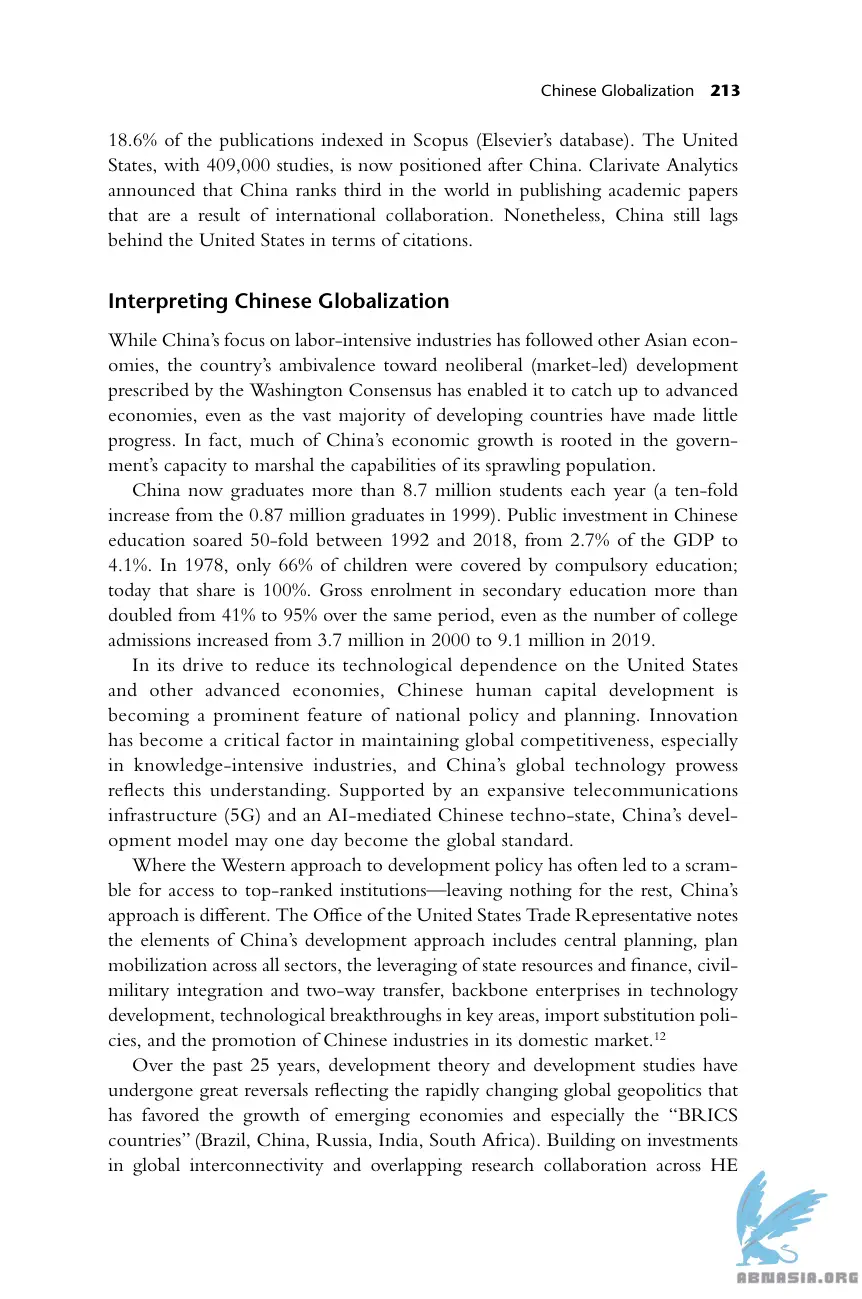 Chinese Globalization 213
18.6% of the publications indexed in Scopus (Elsevier’s database). The United
States, with 409,000 studies, is now positioned after China. Clarivate Analytics
announced that China ranks third in the world in publishing academic papers
that are a result of international collaboration. Nonetheless, China still lags
behind the United States in terms of citations.
Interpreting Chinese Globalization
While China’s focus on labor-intensive industries has followed other Asian econ-
omies, the country’s ambivalence toward neoliberal (market-led) development
prescribed by the Washington Consensus has enabled it to catch up to advanced
economies, even as the vast majority of developing countries have made little
progress. In fact, much of China’s economic growth is rooted in the govern-
ment’s capacity to marshal the capabilities of its sprawling population.
China now graduates more than 8.7 million students each year (a ten-fold
increase from the 0.87 million graduates in 1999). Public investment in Chinese
education soared 50-fold between 1992 and 2018, from 2.7% of the GDP to
4.1%. In 1978, only 66% of children were covered by compulsory education;
today that share is 100%. Gross enrolment in secondary education more than
doubled from 41% to 95% over the same period, even as the number of college
admissions increased from 3.7 million in 2000 to 9.1 million in 2019.
In its drive to reduce its technological dependence on the United States
and other advanced economies, Chinese human capital development is
becoming a prominent feature of national policy and planning. Innovation
has become a critical factor in maintaining global competitiveness, especially
in knowledge-intensive industries, and China’s global technology prowess
reflects this understanding. Supported by an expansive telecommunications
infrastructure (5G) and an AI-mediated Chinese techno-state, China’s devel-
opment model may one day become the global standard.
Where the Western approach to development policy has often led to a scram-
ble for access to top-ranked institutions—leaving nothing for the rest, China’s
approach is different. The Office of the United States Trade Representative notes
the elements of China’s development approach includes central planning, plan
mobilization across all sectors, the leveraging of state resources and finance, civil-
military integration and two-way transfer, backbone enterprises in technology
development, technological breakthroughs in key areas, import substitution poli-
cies, and the promotion of Chinese industries in its domestic market.12
Over the past 25 years, development theory and development studies have
undergone great reversals reflecting the rapidly changing global geopolitics that
has favored the growth of emerging economies and especially the “BRICS
countries” (Brazil, China, Russia, India, South Africa). Building on investments
in global interconnectivity and overlapping research collaboration across HE
ABNASIA.ORG